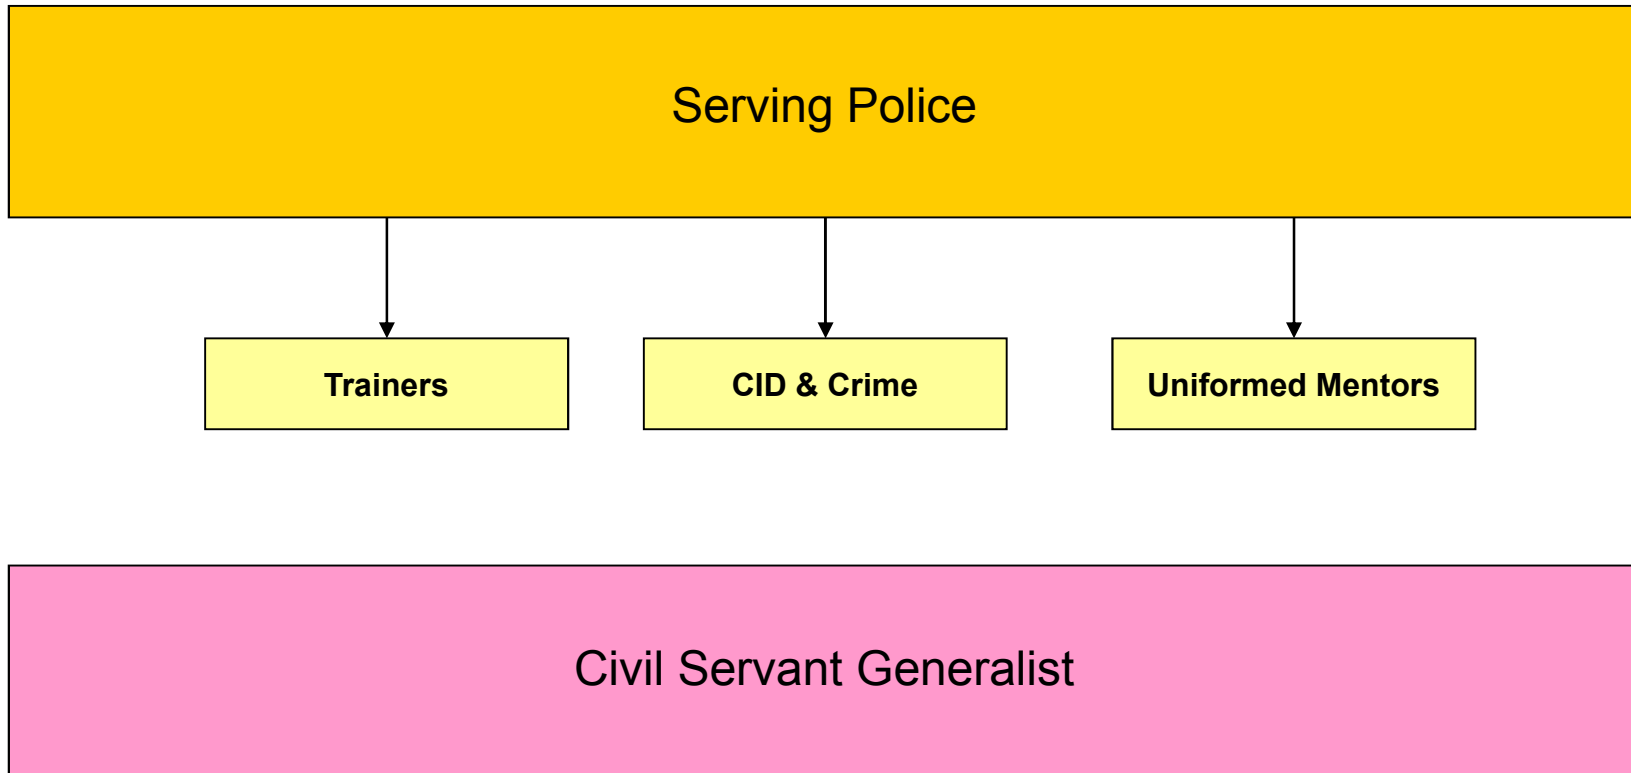 Serving Police
Trainers
CID & Crime
Uniformed Mentors
Civil Servant Generalist